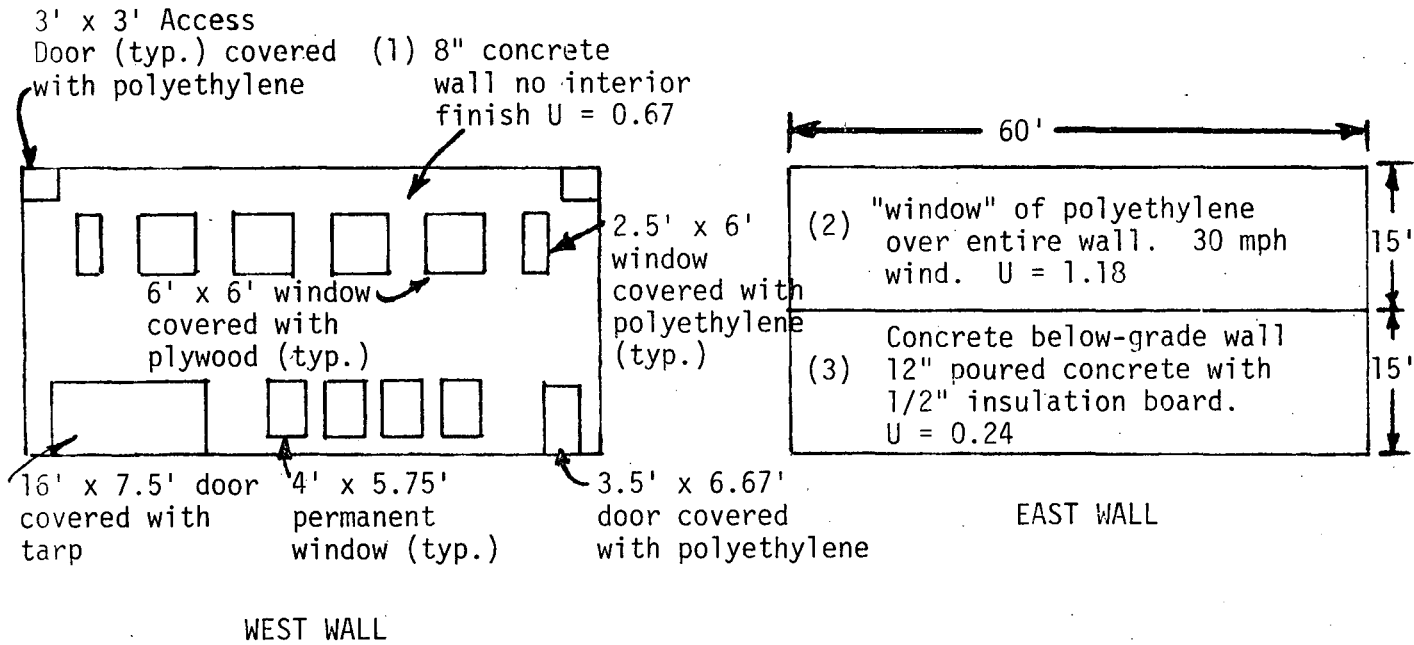 3' x 3' Access
Door (typ.) covered
with polyethylene
(1) 8" concrete
wall no interior
finish U = 0.67
2.5' x 6'
window
covered with
polyethylene
(typ.)
6' x 6' window
covered with
plywood (typ.)
16' x 7.5' door
covered with
tarp
4' x 5.75'
permanent
window (typ.)
3.5' x 6.67'
door covered
with polyethylene
WEST WALL
60'
(2) "window" of polyethylene
over entire wall. 30 mph
wind. U = 1.18
15'
Concrete below-grade wall
(3) 12" poured concrete with
1/2" insulation board.
U = 0.24
15'
EAST WALL